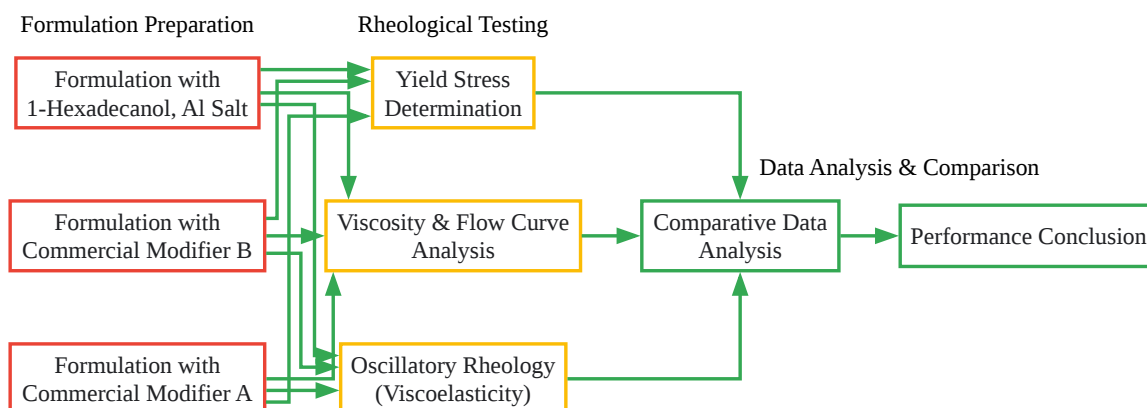 Formulation Preparation
Rheological Testing
Formulation with
1-Hexadecanol, Al Salt
Yield Stress
Determination
Data Analysis & Comparison
Formulation with
Commercial Modifier B
Viscosity & Flow Curve
Analysis
Comparative Data
Analysis
Performance Conclusion
Formulation with
Commercial Modifier A
Oscillatory Rheology
(Viscoelasticity)